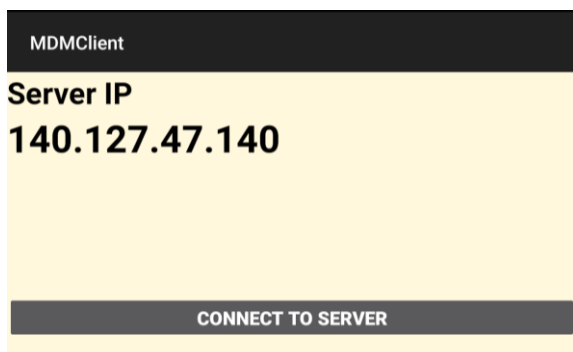 MDMClient
Server IP
140.127.47.140
CONNECT TO SERVER